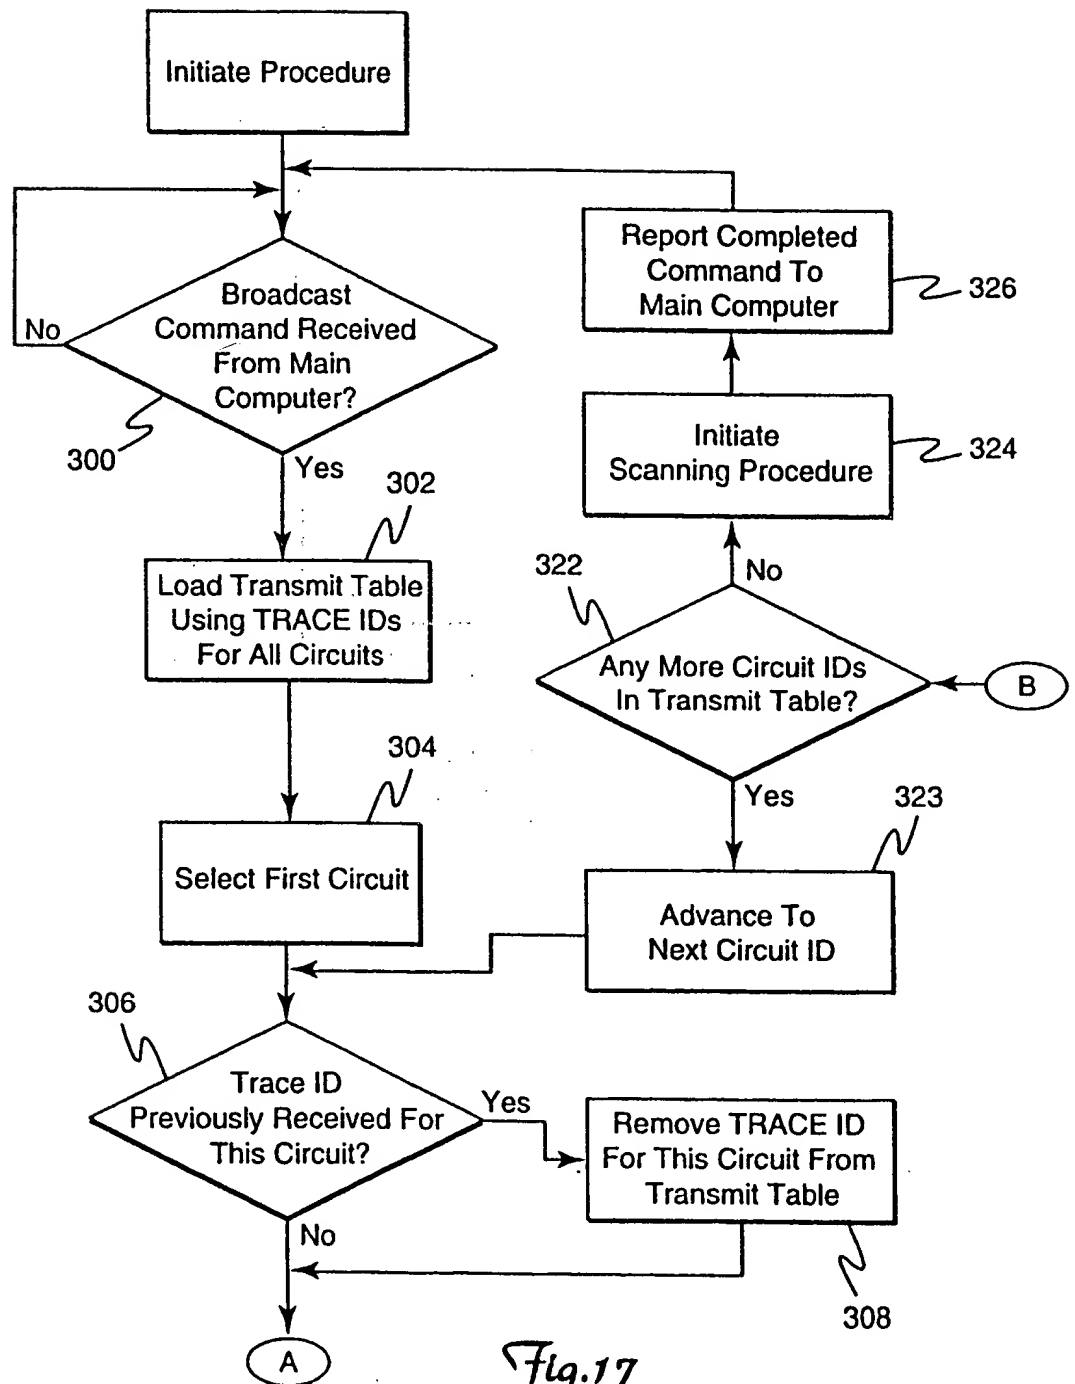 Initiate Procedure
Broadcast
Command Received
From Main
Computer?
No
300
Yes
302
Load Transmit Table
Using TRACE IDs
For All Circuits
304
Select First Circuit
306
Trace ID
Previously Received For
This Circuit?
Yes
No
A
Report Completed
Command To
Main Computer
326
Initiate
Scanning Procedure
324
No
322
Any More Circuit IDs
In Transmit Table?
B
Yes
323
Advance To
Next Circuit ID
Remove TRACE ID
For This Circuit From
Transmit Table
308
Fig.17